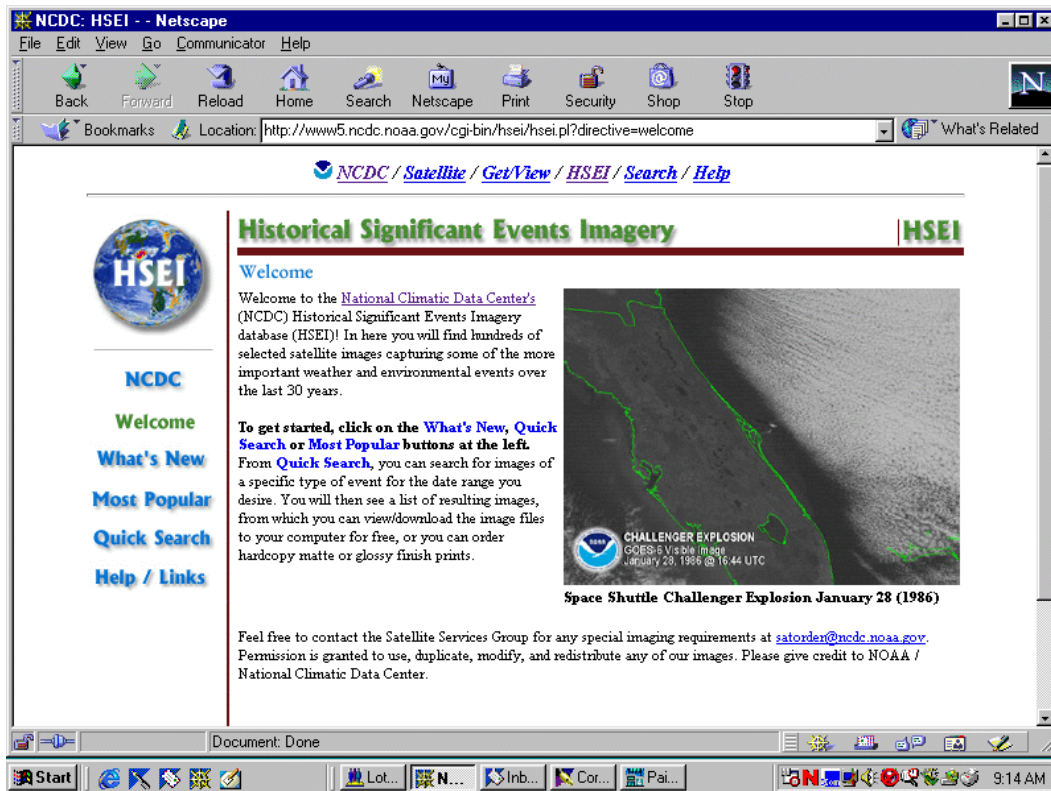 NCDC: HSEI - - Netscape
File Edit View Go Communicator Help
Back Forward Reload Home Search Netscape Print Security Shop Stop
My
N
Bookmarks Location: http://www5.ncdc.noaa.gov/cgi-bin/hsei/hsei.pl?directive=welcome What's Related
NCDC / Satellite / Get/View / HSEI / Search / Help
HSEI
NCDC
Welcome
What's New
Most Popular
Quick Search
Help / Links
Historical Significant Events Imagery HSEI
Welcome
Welcome to the National Climatic Data Center's
(NCDC) Historical Significant Events Imagery
database (HSEI)! In here you will find hundreds of
selected satellite images capturing some of the more
important weather and environmental events over
the last 30 years.
To get started, click on the What's New, Quick
Search or Most Popular buttons at the left.
From Quick Search, you can search for images of
a specific type of event for the date range you
desire. You will then see a list of resulting images,
from which you can view/download the image files
to your computer for free, or you can order
hardcopy matte or glossy finish prints.
noaa
CHALLENGER EXPLOSION
GOES-6 Visible Image
January 28, 1986 @ 16:44 UTC
Space Shuttle Challenger Explosion January 28 (1986)
Feel free to contact the Satellite Services Group for any special imaging requirements at satorder@ncdc.noaa.gov.
Permission is granted to use, duplicate, modify, and redistribute any of our images. Please give credit to NOAA /
National Climatic Data Center.
Document: Done
Start Lot... N... Inb... Cor... Pai... 9:14 AM